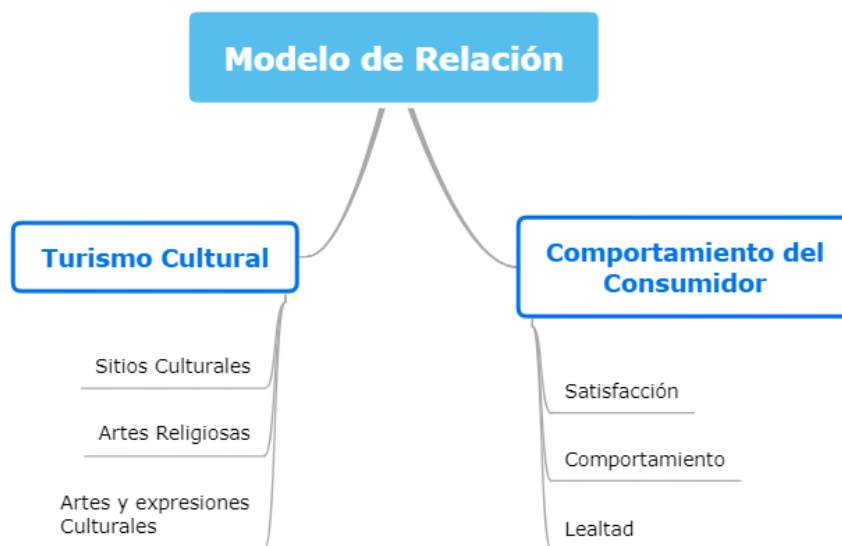 Modelo de Relación
Turismo Cultural
Sitios Culturales
Artes Religiosas
Artes y expresiones
Culturales
Comportamiento del
Consumidor
Satisfacción
Comportamiento
Lealtad